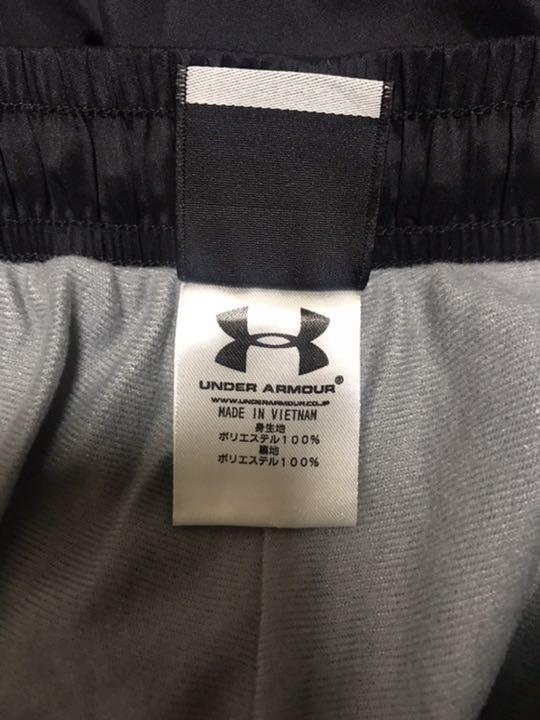 UNDER ARMOUR®
WWW.UNDERARMOUR.CO.JP
MADE IN VIETNAM
身生地
ポリエステル100%
裏地
ポリエステル100%